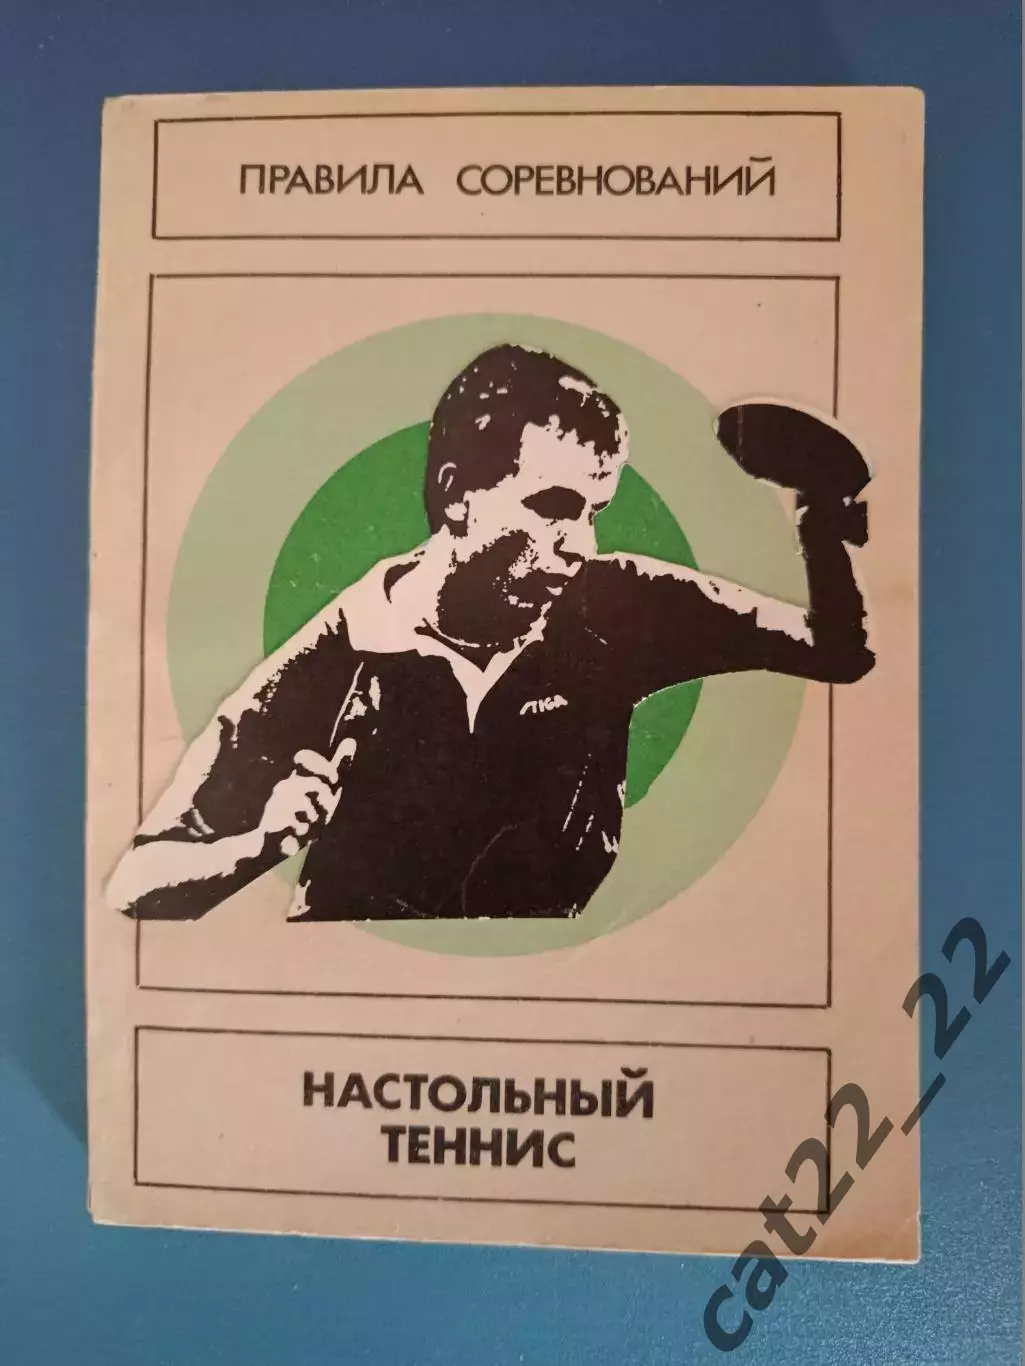 ПРАВИЛА СОРЕВНОВАНИЙ
STIGA
НАСТОЛЬНЫЙ
ТЕННИС
cat22_22